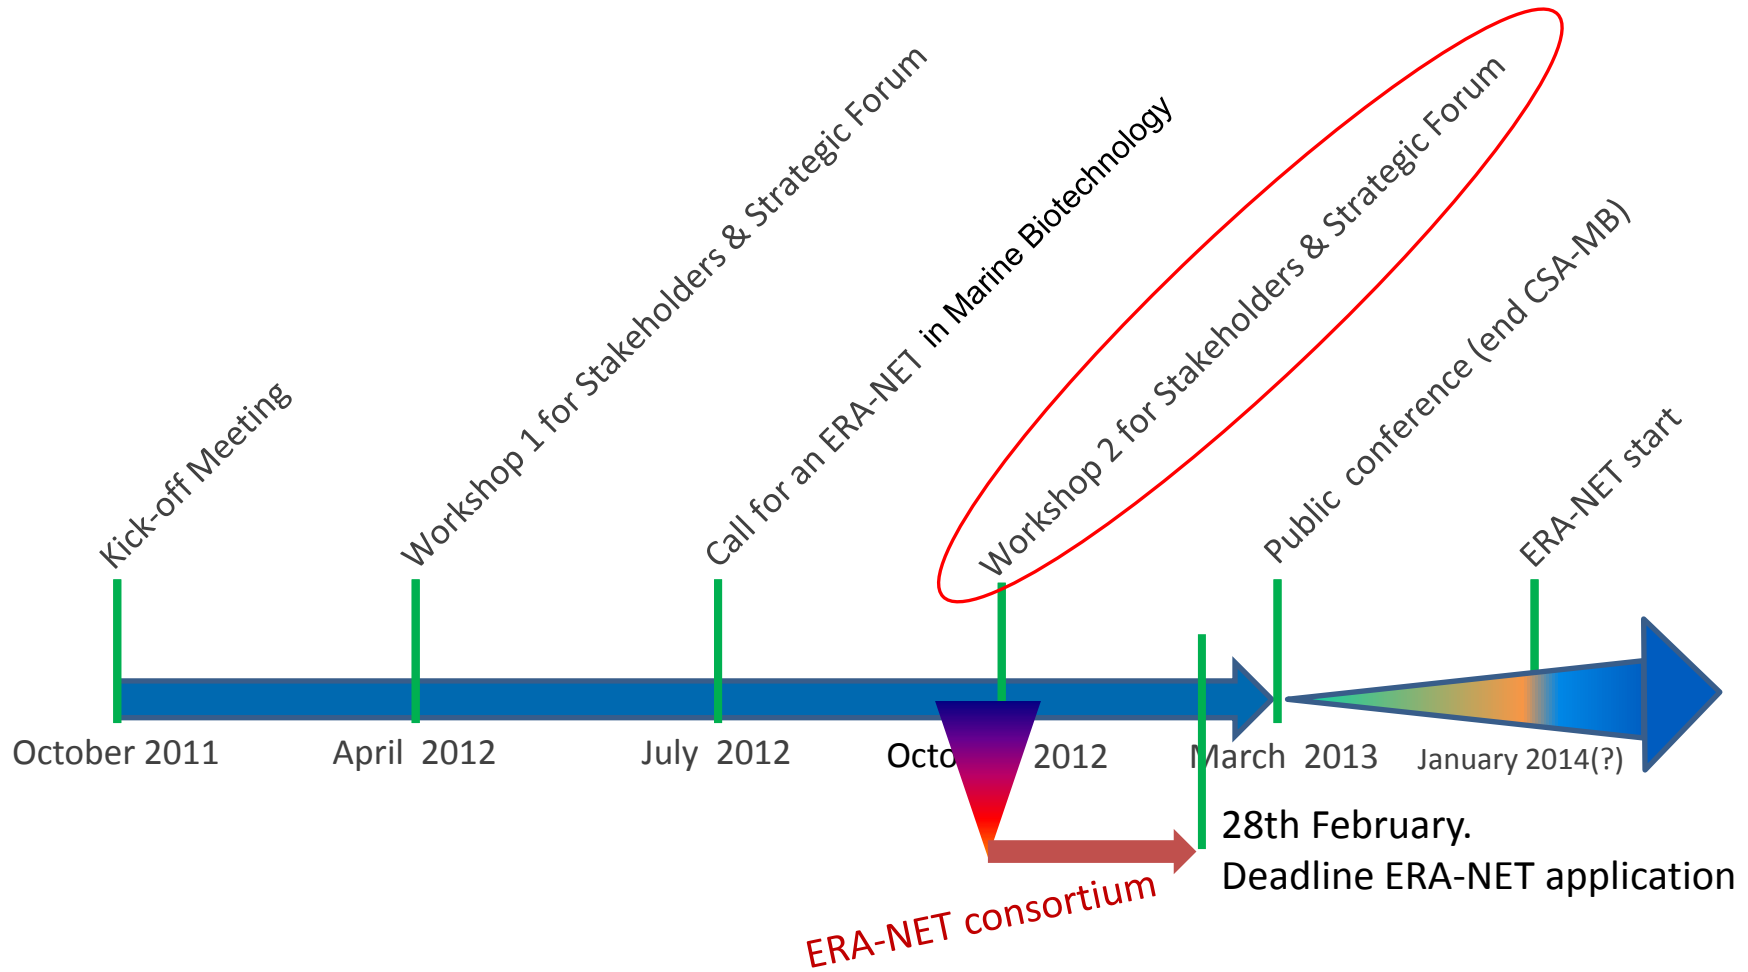 Kick-off Meeting
Workshop 1 for Stakeholders & Strategic Forum
Call for an ERA-NET in Marine Biotechnology
Workshop 2 for Stakeholders & Strategic Forum
Public conference (end CSA-MB)
ERA-NET start
October 2011
April 2012
July 2012
Octo 2012
March 2013
January 2014(?)
28th February.
Deadline ERA-NET application
ERA-NET consortium